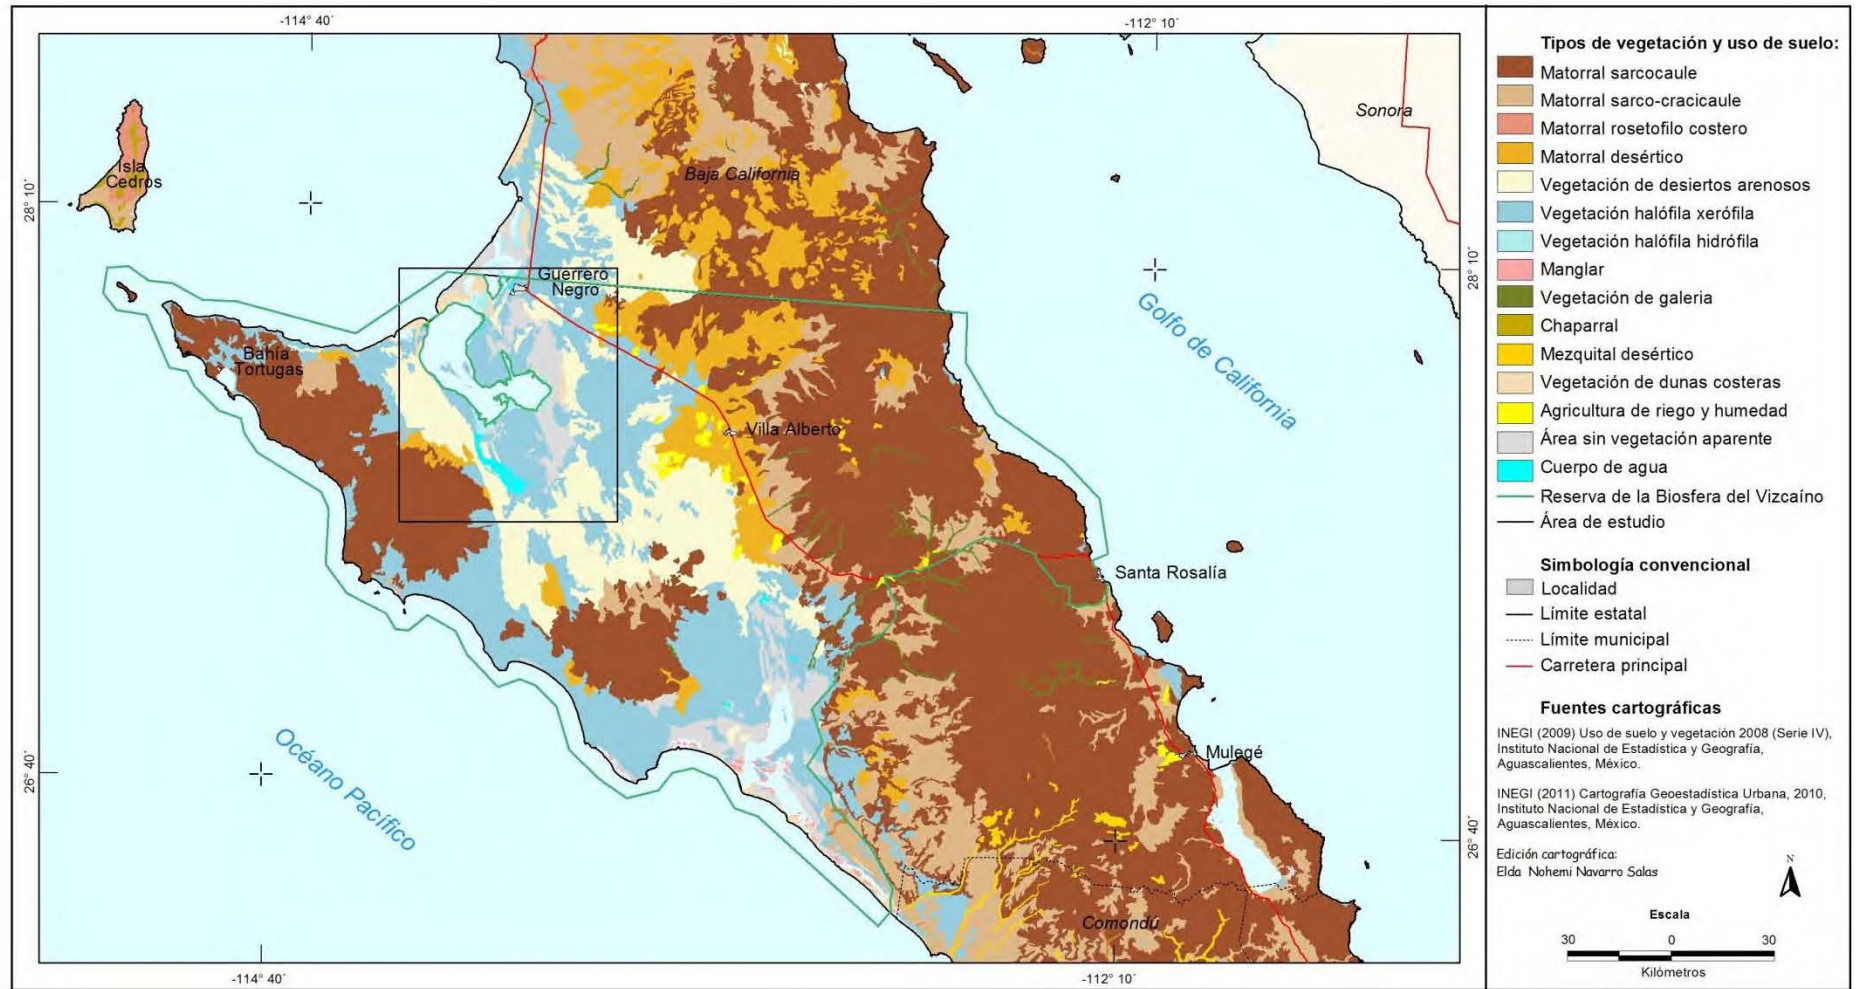 -114° 40´
-112° 10´
Sonora
Isla
Cedros
Baja California
28° 10´
28° 10´
Guerrero
Negro
Golfo de California
Bahía
Tortugas
Villa Alberto
Santa Rosalía
Mulegé
Océano Pacífico
26° 40´
26° 40´
Comondú
-114° 40´
-112° 10´
Tipos de vegetación y uso de suelo:
Matorral sarcocaule
Matorral sarco-cracicaule
Matorral rosetofilo costero
Matorral desértico
Vegetación de desiertos arenosos
Vegetación halófila xerófila
Vegetación halófila hidrófila
Manglar
Vegetación de galeria
Chaparral
Mezquital desértico
Vegetación de dunas costeras
Agricultura de riego y humedad
Área sin vegetación aparente
Cuerpo de agua
Reserva de la Biosfera del Vizcaíno
Área de estudio
Simbología convencional
Localidad
Límite estatal
Límite municipal
Carretera principal
Fuentes cartográficas
INEGI (2009) Uso de suelo y vegetación 2008 (Serie IV),
Instituto Nacional de Estadística y Geografía,
Aguascalientes, México.
INEGI (2011) Cartografía Geoestadística Urbana, 2010,
Instituto Nacional de Estadística y Geografía,
Aguascalientes, México.
Edición cartográfica:
Elda Nohemi Navarro Salas
N
Escala
30 0 30
Kilómetros